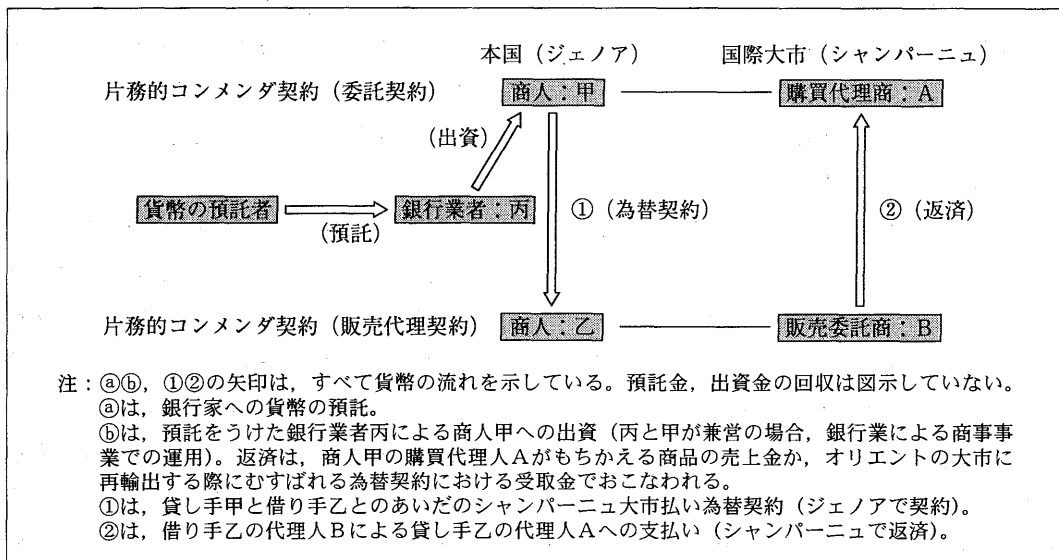 本国（ジェノア）　国際大市（シャンパーニュ）
片務的コンメンダ契約（委託契約）　商人：甲　購買代理商：A
（出資）
貨幣の預託者　銀行業者：丙　①（為替契約）　②（返済）
（預託）
片務的コンメンダ契約（販売代理契約）　商人：乙　販売委託商：B
注：ⓐⓑ，①②の矢印は，すべて貨幣の流れを示している。預託金，出資金の回収は図示していない。
ⓐは，銀行家への貨幣の預託。
ⓑは，預託をうけた銀行業者丙による商人甲への出資（丙と甲が兼営の場合，銀行業による商事事
業での運用）。返済は，商人甲の購買代理人Aがもちかえる商品の売上金か，オリエントの大市に
再輸出する際にむすばれる為替契約における受取金でおこなわれる。
①は，貸し手甲と借り手乙とのあいだのシャンパーニュ大市払い為替契約（ジェノアで契約）。
②は，借り手乙の代理人Bによる貸し手乙の代理人Aへの支払い（シャンパーニュで返済）。